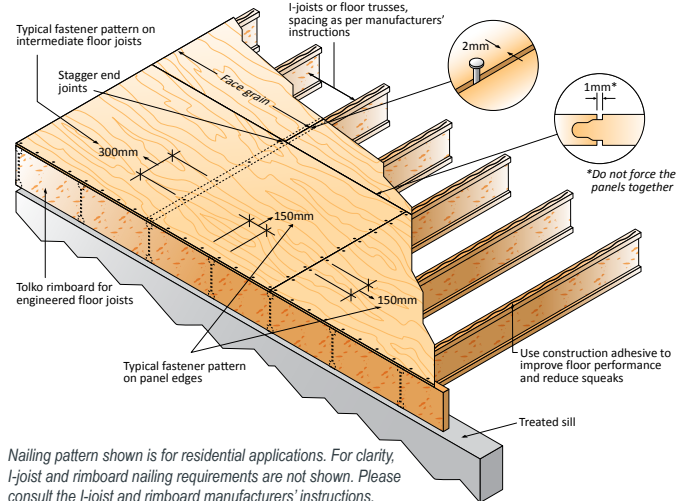 Typical fastener pattern on
intermediate floor joists
I-joists or floor trusses,
spacing as per manufacturers'
instructions
Stagger end
joints
Face grain
2mm
1mm*
*Do not force the
panels together
300mm
150mm
150mm
Tolko rimboard for
engineered floor joists
Typical fastener pattern
on panel edges
Use construction adhesive to
improve floor performance
and reduce squeaks
Treated sill
Nailing pattern shown is for residential applications. For clarity,
I-joist and rimboard nailing requirements are not shown. Please
consult the I-joist and rimboard manufacturers' instructions.